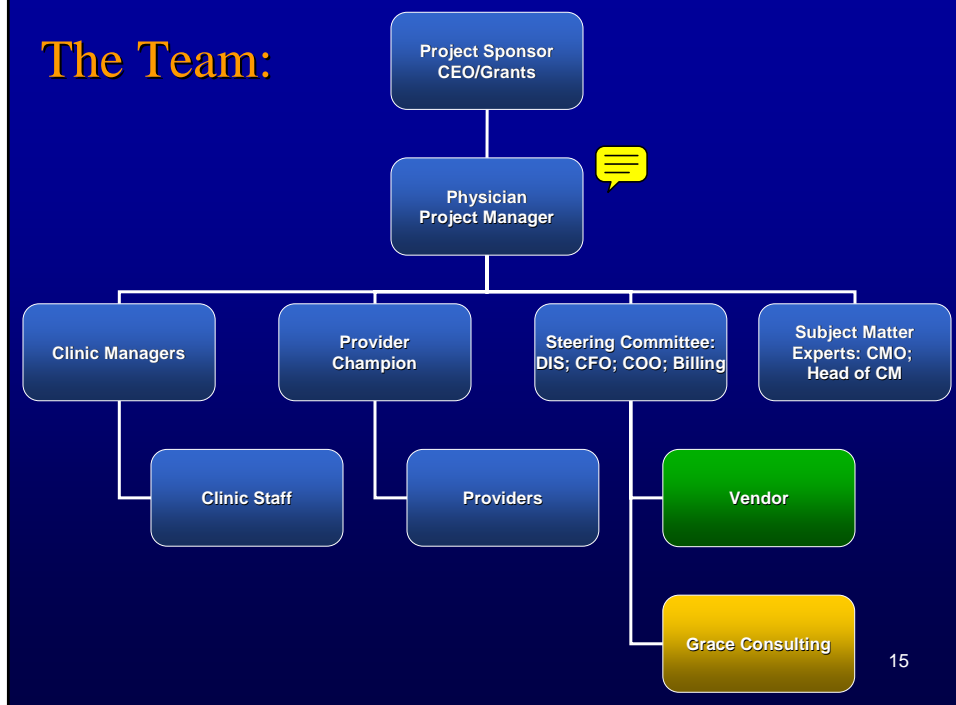 The Team:
Project Sponsor
CEO/Grants
Physician
Project Manager
Clinic Managers
Provider
Champion
Steering Committee:
DIS; CFO; COO; Billing
Subject Matter
Experts: CMO;
Head of CM
Clinic Staff
Providers
Vendor
Grace Consulting
15